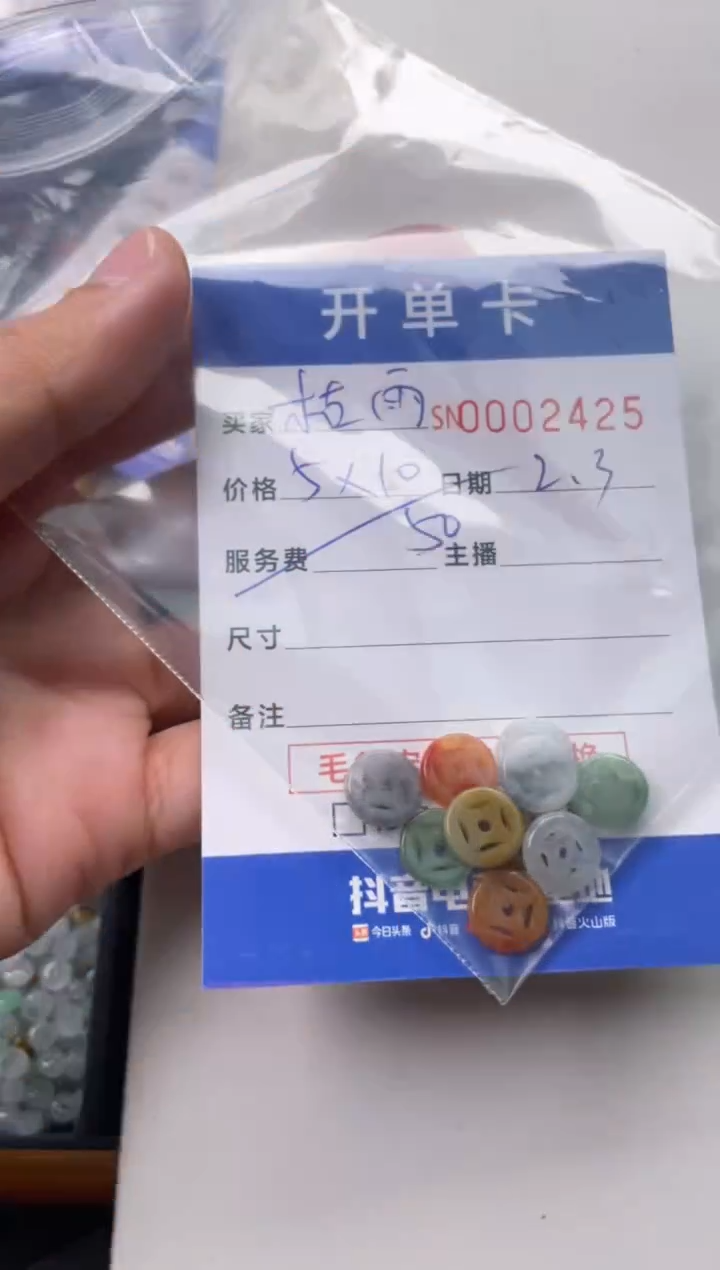 开单卡
买家 桔雨 SN0002425
价格 5×10 日期 2.3
50
服务费 主播
尺寸
备注
毛
抖音电
今日头条 抖音 抖音火山版